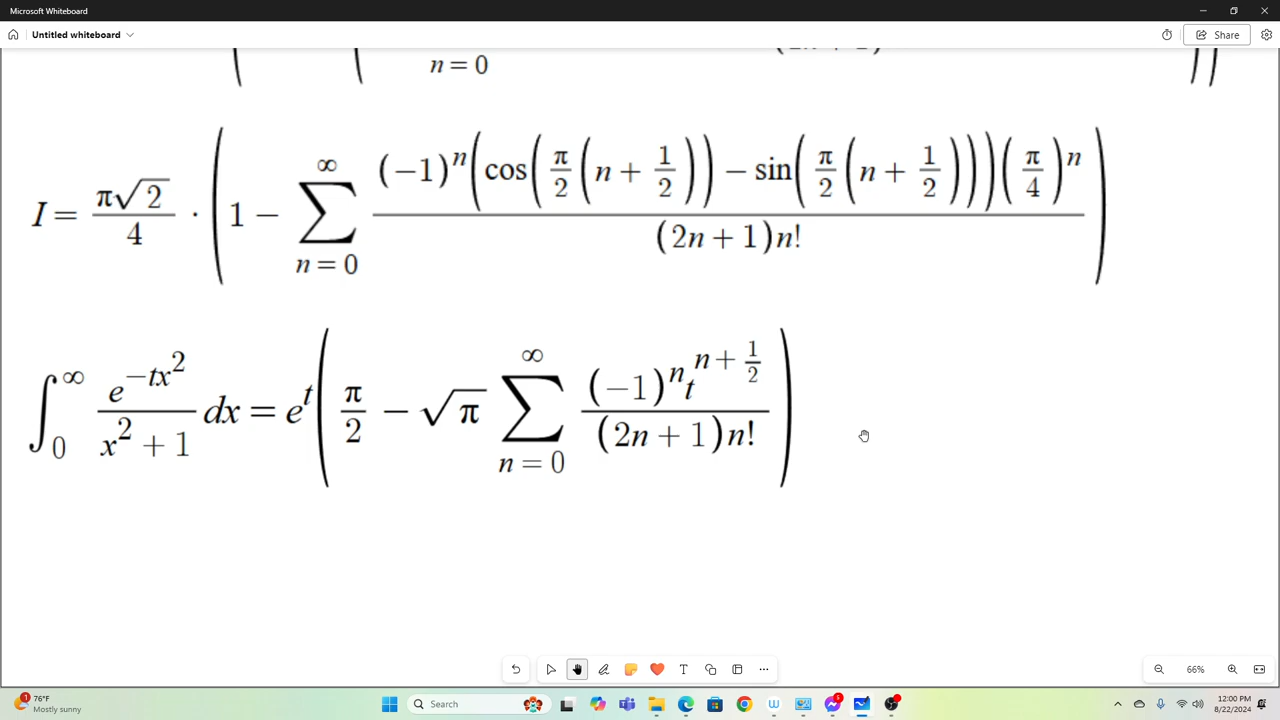 Microsoft Whiteboard
Untitled whiteboard
Share
n = 0
I = π√2/4 · (1 − ∑_{n=0}^{∞} (−1)^n (cos(π/2 (n + 1/2)) − sin(π/2 (n + 1/2))) (π/4)^n / (2n + 1)n!)
∫_0^∞ e^{−tx^2} / (x^2 + 1) dx = e^t (π/2 − √π ∑_{n=0}^{∞} (−1)^n t^{n + 1/2} / (2n + 1)n!)
T
66%
1
76°F
Mostly sunny
Search
5
12:00 PM
8/22/2024